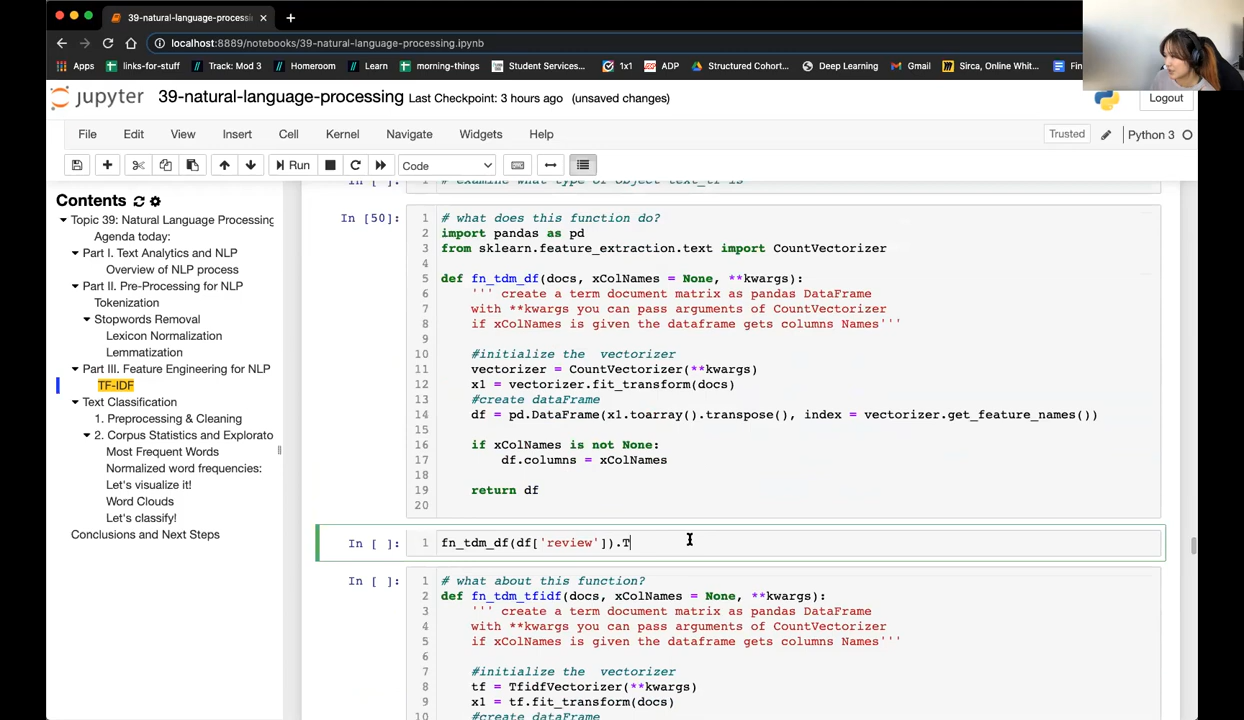 39-natural-language-processi
localhost:8889/notebooks/39-natural-language-processing.ipynb
Apps links-for-stuff Track: Mod 3 Homeroom Learn morning-things Student Services... 1x1 ADP Structured Cohort... Deep Learning Gmail Sirca, Online Whit... Fin
jupyter 39-natural-language-processing Last Checkpoint: 3 hours ago (unsaved changes) Logout
File Edit View Insert Cell Kernel Navigate Widgets Help Trusted Python 3
Run Code
Contents
Topic 39: Natural Language Processing
Agenda today:
Part I. Text Analytics and NLP
Overview of NLP process
Part II. Pre-Processing for NLP
Tokenization
Stopwords Removal
Lexicon Normalization
Lemmatization
Part III. Feature Engineering for NLP
TF-IDF
Text Classification
1. Preprocessing & Cleaning
2. Corpus Statistics and Explorato
Most Frequent Words
Normalized word frequencies:
Let's visualize it!
Word Clouds
Let's classify!
Conclusions and Next Steps
In [ ]: 1 # examine what type of object text_tf is
In [50]: 1 # what does this function do?
2 import pandas as pd
3 from sklearn.feature_extraction.text import CountVectorizer
4
5 def fn_tdm_df(docs, xColNames = None, **kwargs):
6 ''' create a term document matrix as pandas DataFrame
7 with **kwargs you can pass arguments of CountVectorizer
8 if xColNames is given the dataframe gets columns Names'''
9
10 #initialize the  vectorizer
11 vectorizer = CountVectorizer(**kwargs)
12 x1 = vectorizer.fit_transform(docs)
13 #create dataFrame
14 df = pd.DataFrame(x1.toarray().transpose(), index = vectorizer.get_feature_names())
15
16 if xColNames is not None:
17 df.columns = xColNames
18
19 return df
20
In [ ]: 1 fn_tdm_df(df['review']).T
In [ ]: 1 # what about this function?
2 def fn_tdm_tfidf(docs, xColNames = None, **kwargs):
3 ''' create a term document matrix as pandas DataFrame
4 with **kwargs you can pass arguments of CountVectorizer
5 if xColNames is given the dataframe gets columns Names'''
6
7 #initialize the  vectorizer
8 tf = TfidfVectorizer(**kwargs)
9 x1 = tf.fit_transform(docs)
10 #create dataFrame